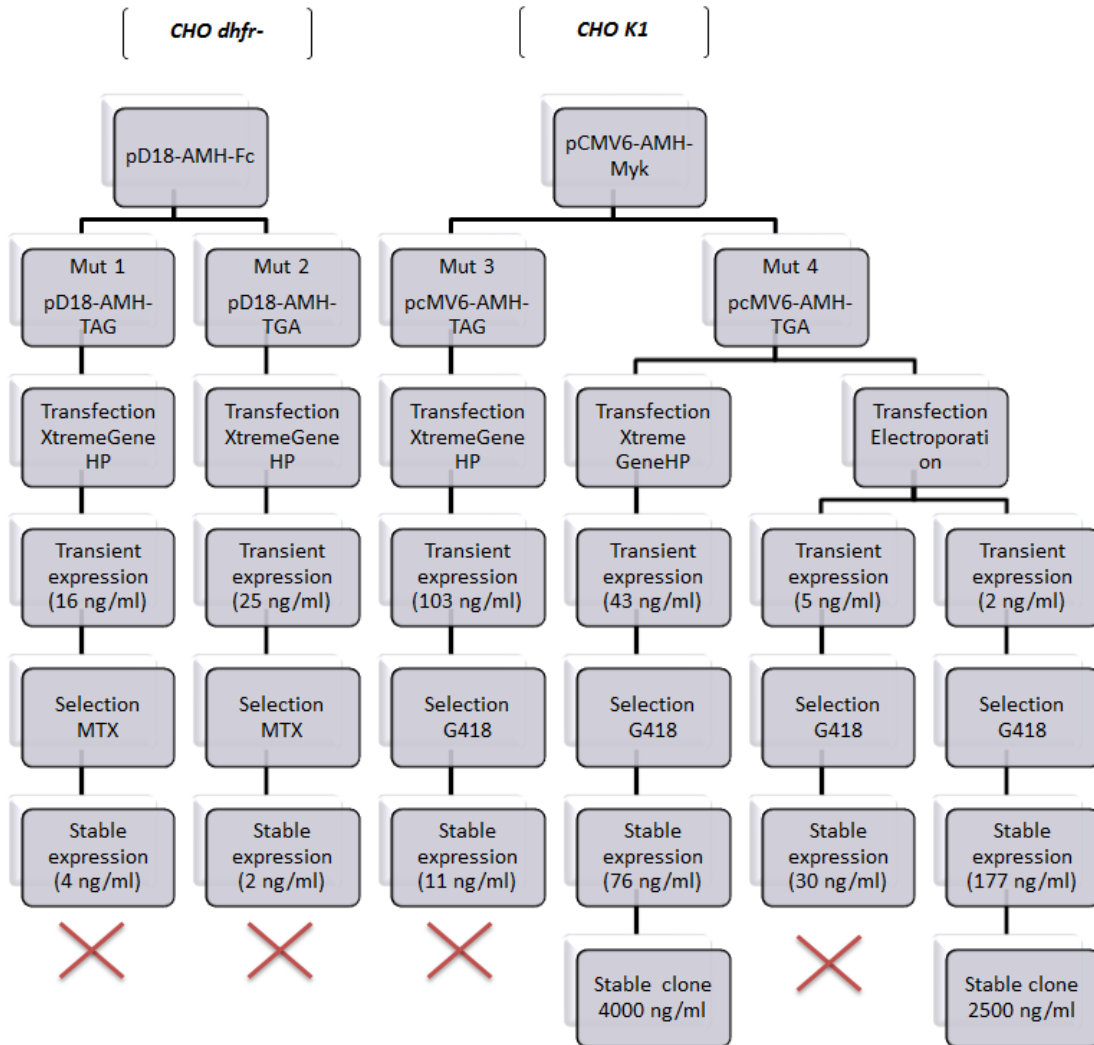 CHO dhfr-
CHO K1
pD18-AMH-Fc
pCMV6-AMH-
Myk
Mut 1
pD18-AMH-
TAG
Mut 2
pD18-AMH-
TGA
Mut 3
pcMV6-AMH-
TAG
Mut 4
pcMV6-AMH-
TGA
Transfection
XtremeGene
HP
Transfection
XtremeGene
HP
Transfection
XtremeGene
HP
Transfection
Xtreme
GeneHP
Transfection
Electroporati
on
Transient
expression
(16 ng/ml)
Transient
expression
(25 ng/ml)
Transient
expression
(103 ng/ml)
Transient
expression
(43 ng/ml)
Transient
expression
(5 ng/ml)
Transient
expression
(2 ng/ml)
Selection
MTX
Selection
MTX
Selection
G418
Selection
G418
Selection
G418
Selection
G418
Stable
expression
(4 ng/ml)
Stable
expression
(2 ng/ml)
Stable
expression
(11 ng/ml)
Stable
expression
(76 ng/ml)
Stable
expression
(30 ng/ml)
Stable
expression
(177 ng/ml)
Stable clone
4000 ng/ml
Stable clone
2500 ng/ml